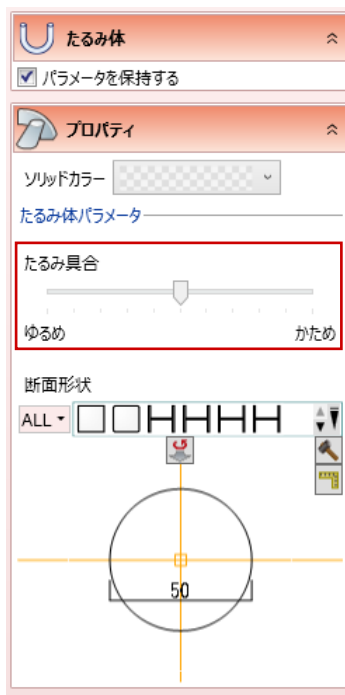 たるみ体
パラメータを保持する
プロパティ
ソリッドカラー
たるみ体パラメータ
たるみ具合
ゆるめ かため
断面形状
ALL
50